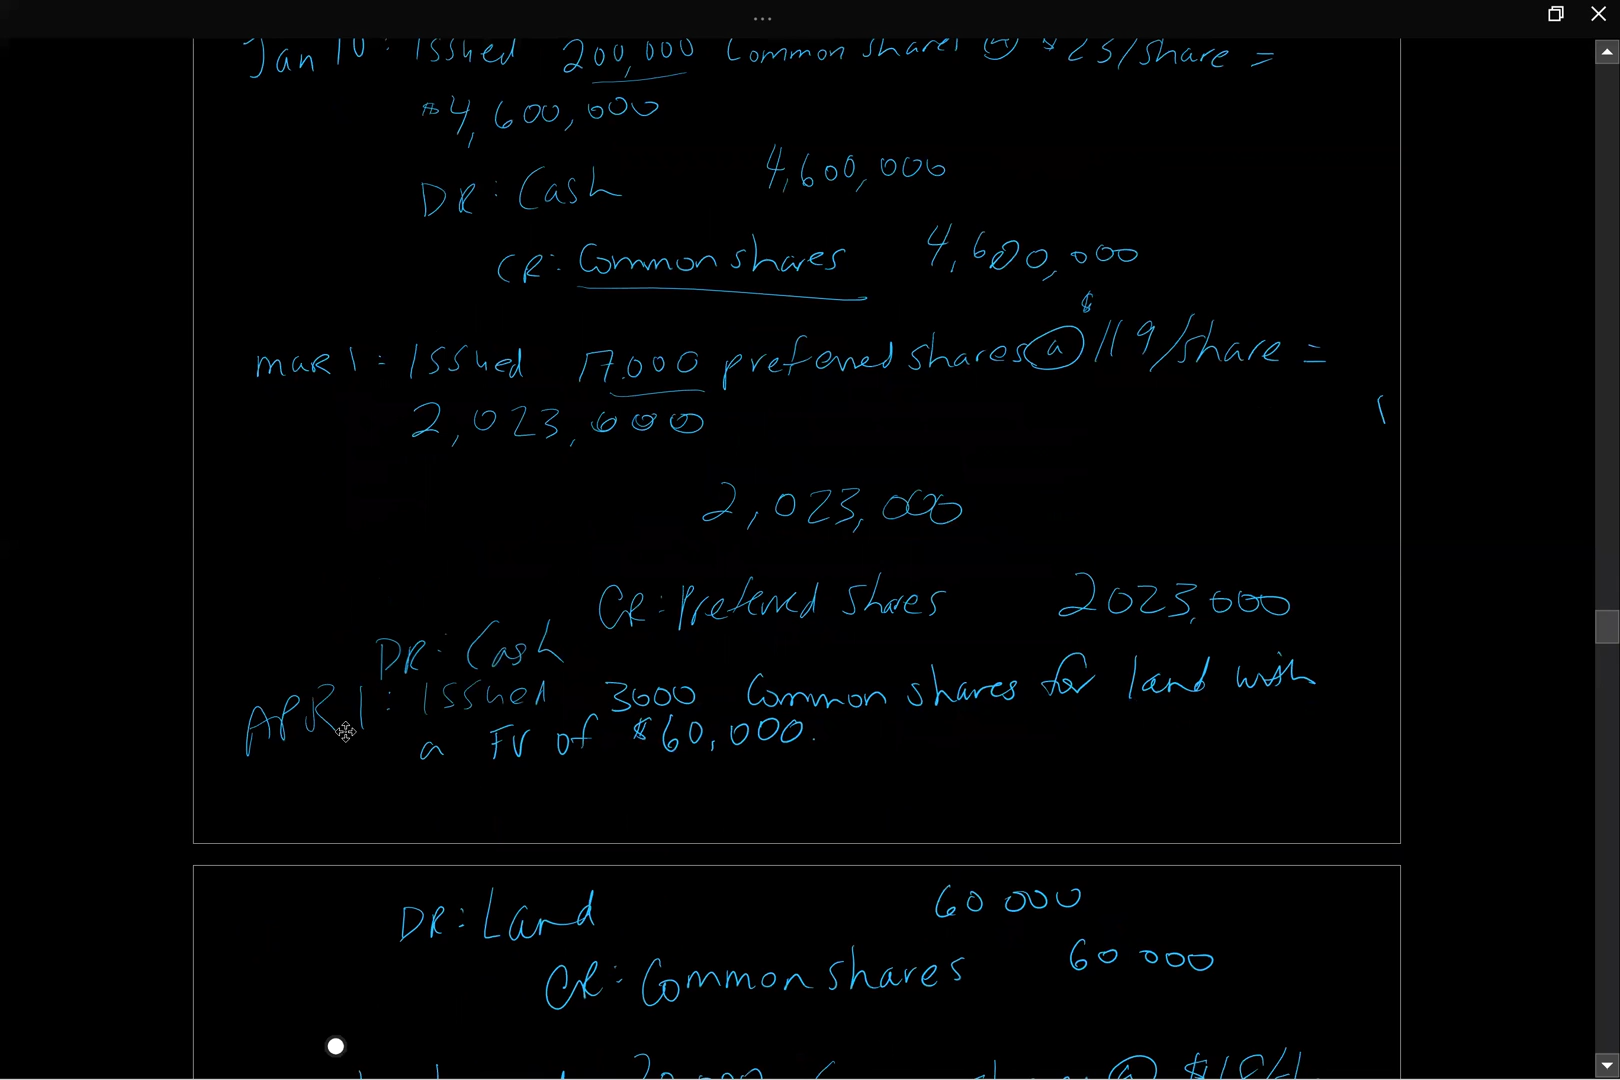 Jan 10: Issued 200,000 Common shares @ $23/share =
$4,600,000
DR: Cash 4,600,000
CR: Common shares 4,600,000
mar 1: Issued 17.000 preferred shares @ $119/share =
2,023,000
2,023,000
CR: Preferred shares 2023,000
DR: Cash
APR 1: Issued 3000 Common shares for land with
a FV of $60,000.
DR: Land 60 000
CR: Common shares 60 000